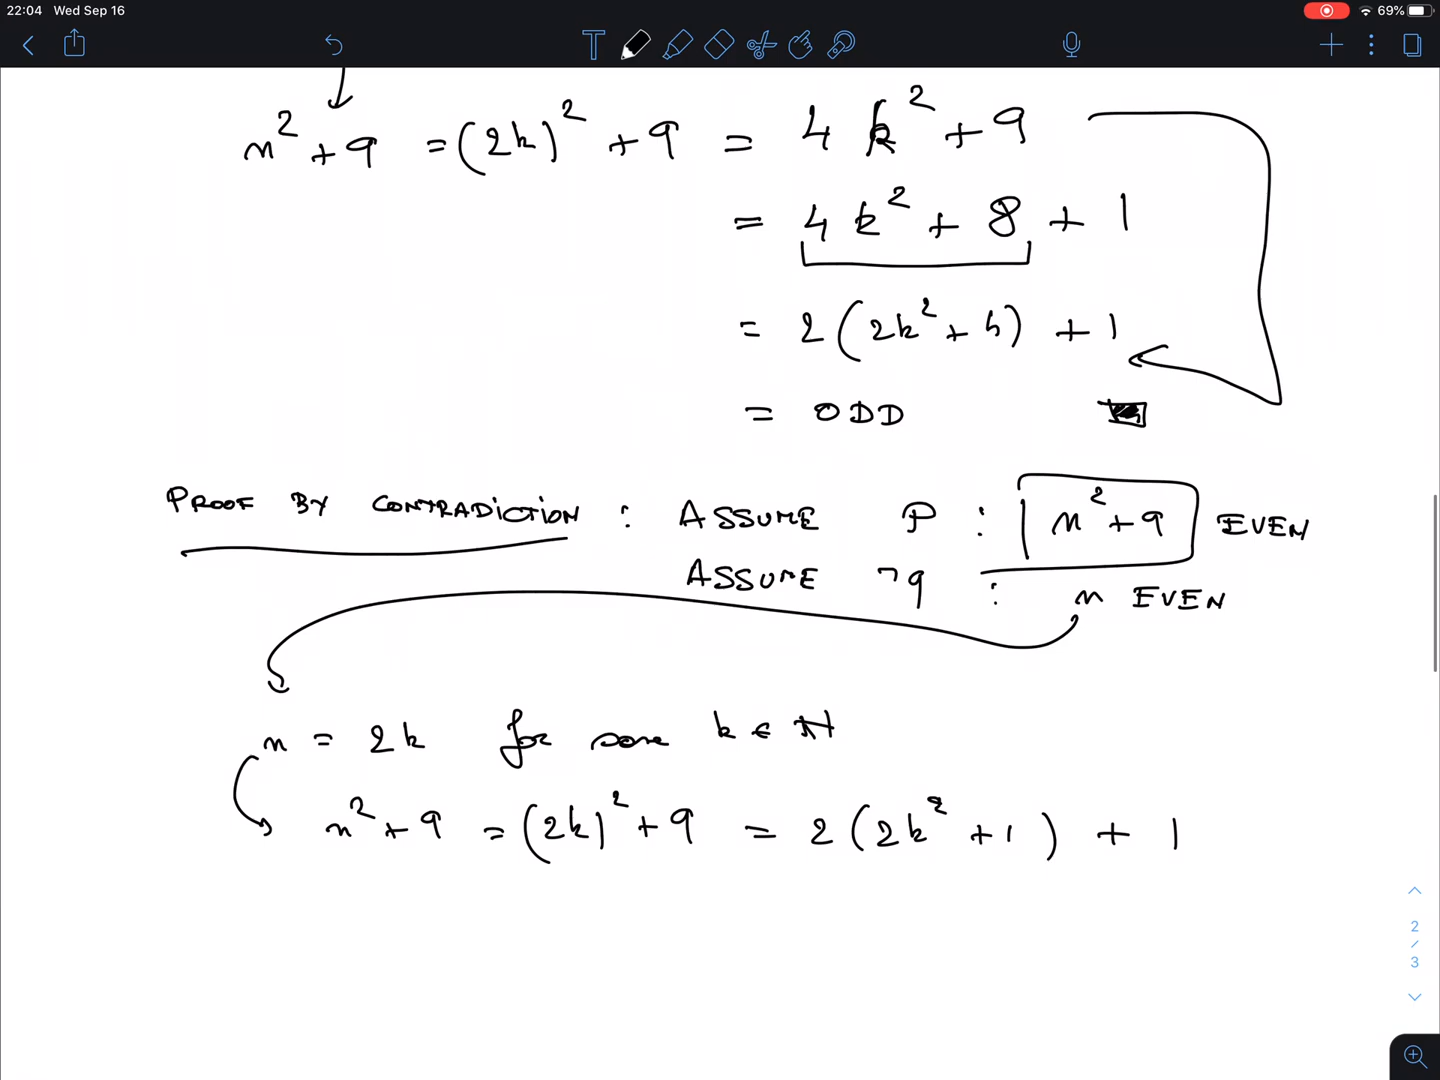 22:04 Wed Sep 16 69%
n² + 9 = (2k)² + 9 = 4k² + 9
= 4k² + 8 + 1
= 2(2k² + 4) + 1
= ODD
PROOF BY CONTRADICTION : ASSUME P : n² + 9 EVEN
ASSUME ¬q : n EVEN
n = 2k for some k ∈ ℕ
n² + 9 = (2k)² + 9 = 2(2k² + 1) + 1
2
/
3